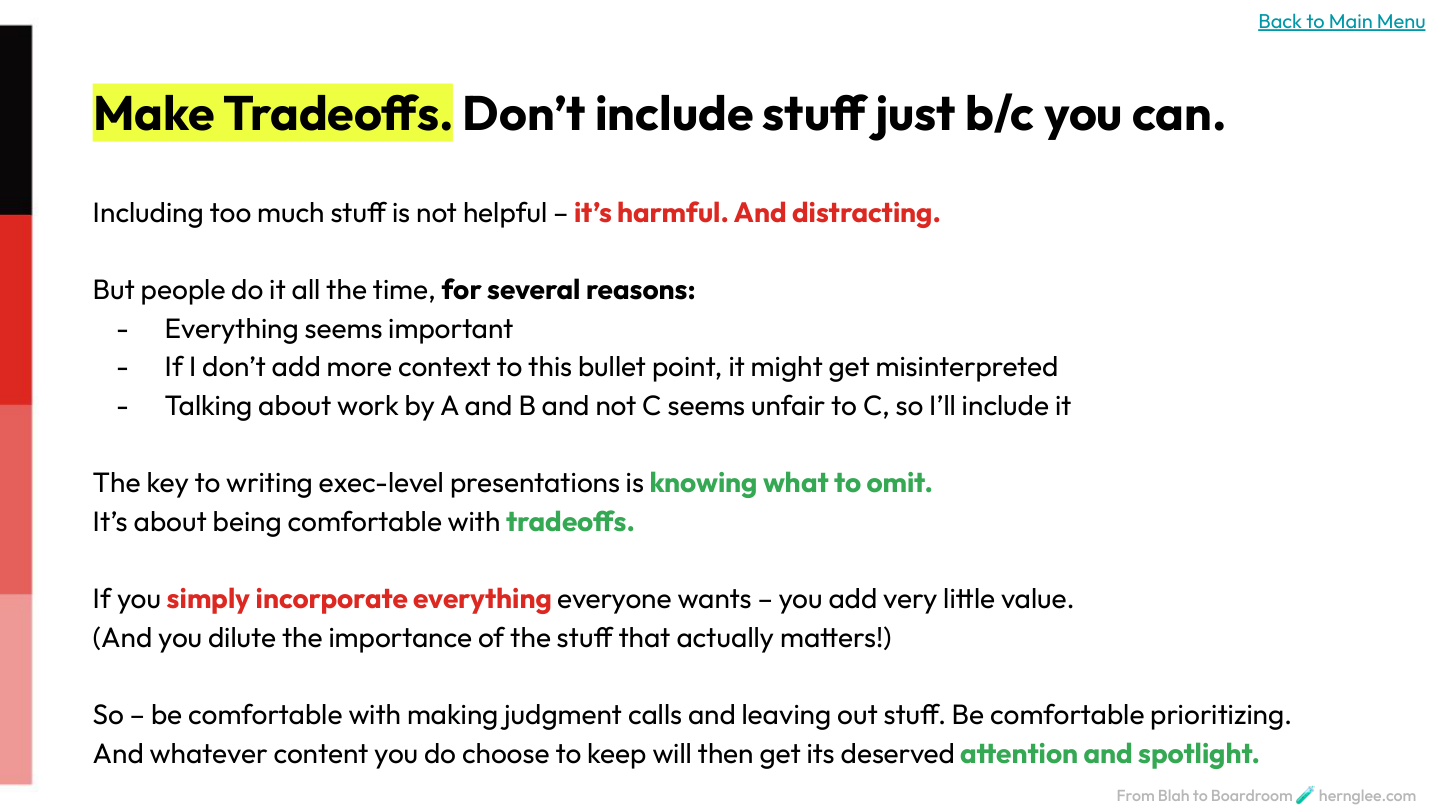 Back to Main Menu
Make Tradeoffs. Don’t include stuff just b/c you can.
Including too much stuff is not helpful – it’s harmful. And distracting.
But people do it all the time, for several reasons:
- Everything seems important
- If I don’t add more context to this bullet point, it might get misinterpreted
- Talking about work by A and B and not C seems unfair to C, so I’ll include it
The key to writing exec-level presentations is knowing what to omit.
It’s about being comfortable with tradeoffs.
If you simply incorporate everything everyone wants – you add very little value.
(And you dilute the importance of the stuff that actually matters!)
So – be comfortable with making judgment calls and leaving out stuff. Be comfortable prioritizing.
And whatever content you do choose to keep will then get its deserved attention and spotlight.
From Blah to Boardroom 🧪 hernglee.com